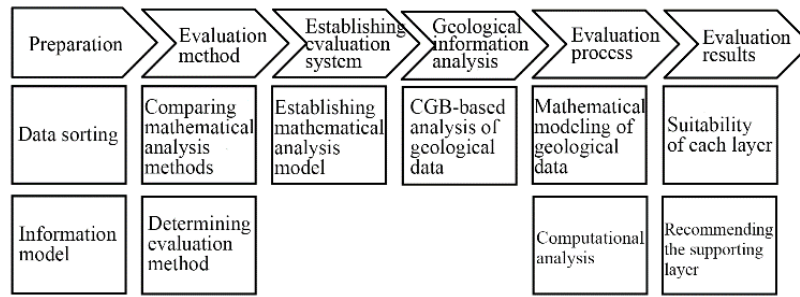 Preparation
Evaluation
method
Establishing
evaluation
system
Geological
information
analysis
Evaluation
process
Evaluation
results
Data sorting
Comparing
mathematical
analysis
methods
Establishing
mathematical
analysis
model
CGB-based
analysis of
geological
data
Mathematical
modeling of
geological
data
Suitability
of each layer
Information
model
Determining
evaluation
method
Computational
analysis
Recommending
the supporting
layer